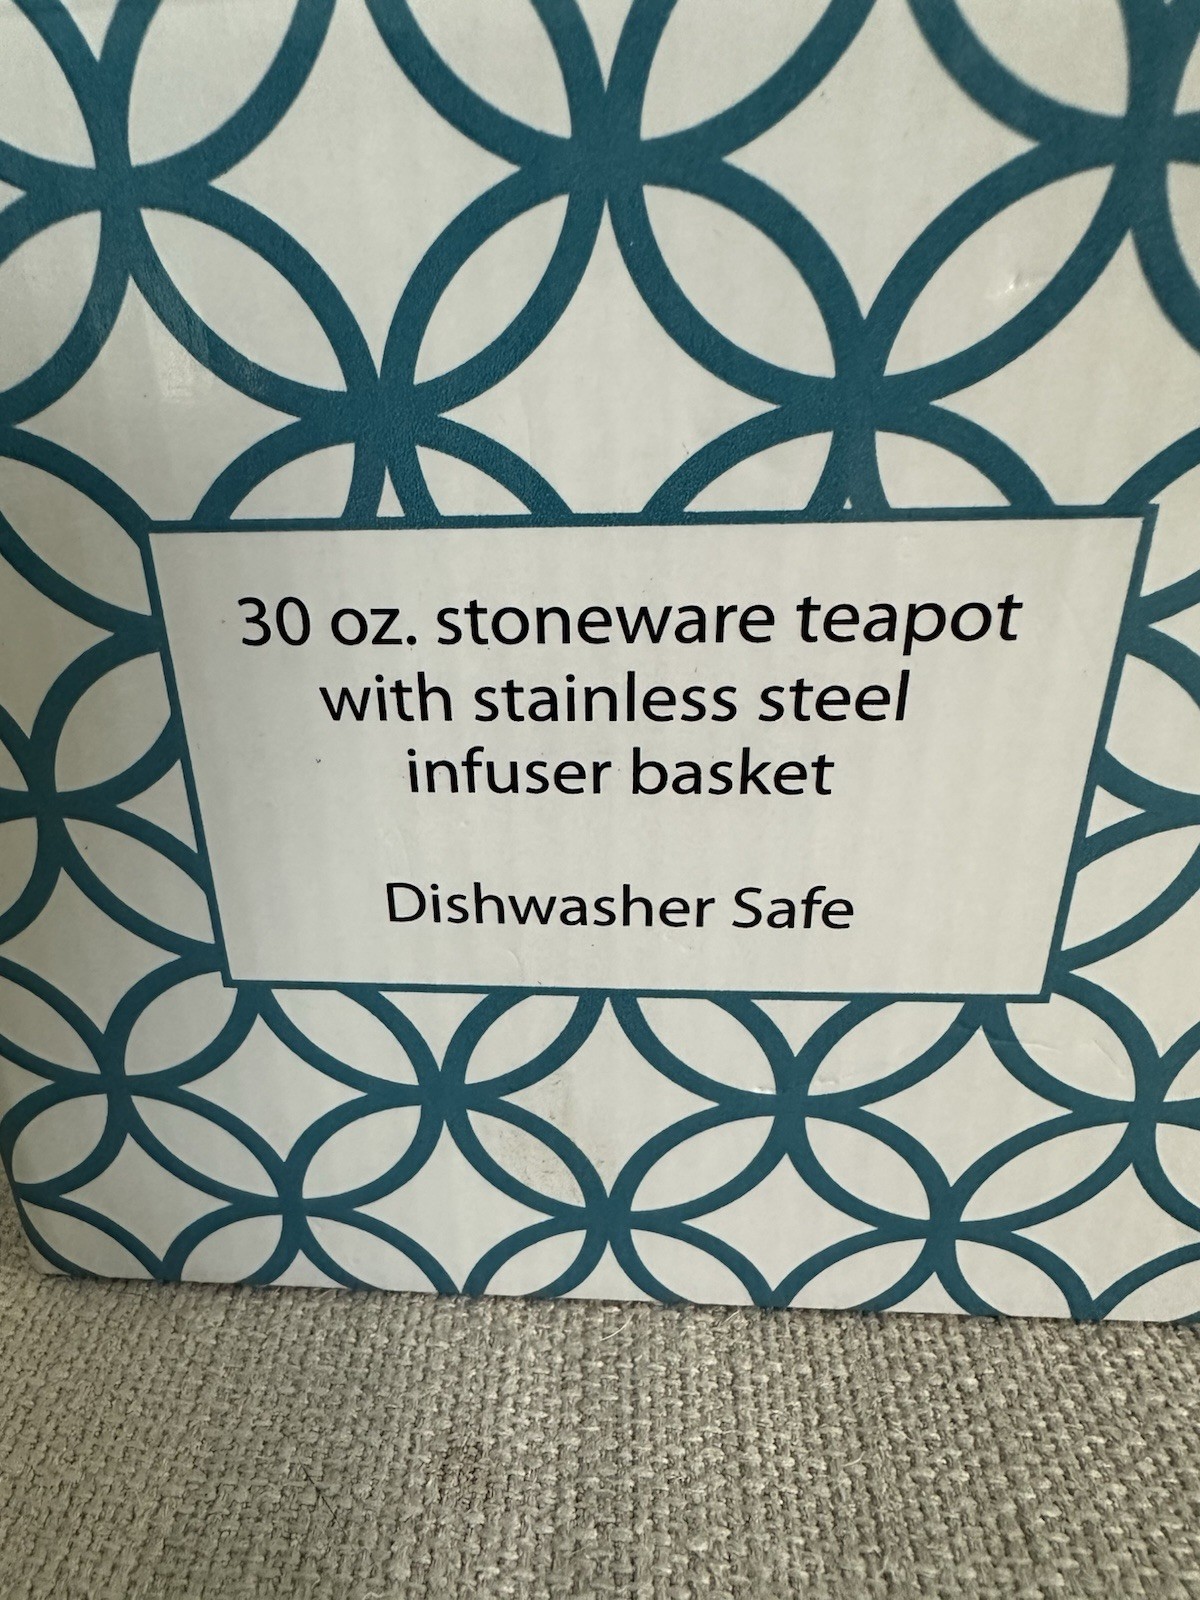 30 oz. stoneware teapot
with stainless steel
infuser basket
Dishwasher Safe